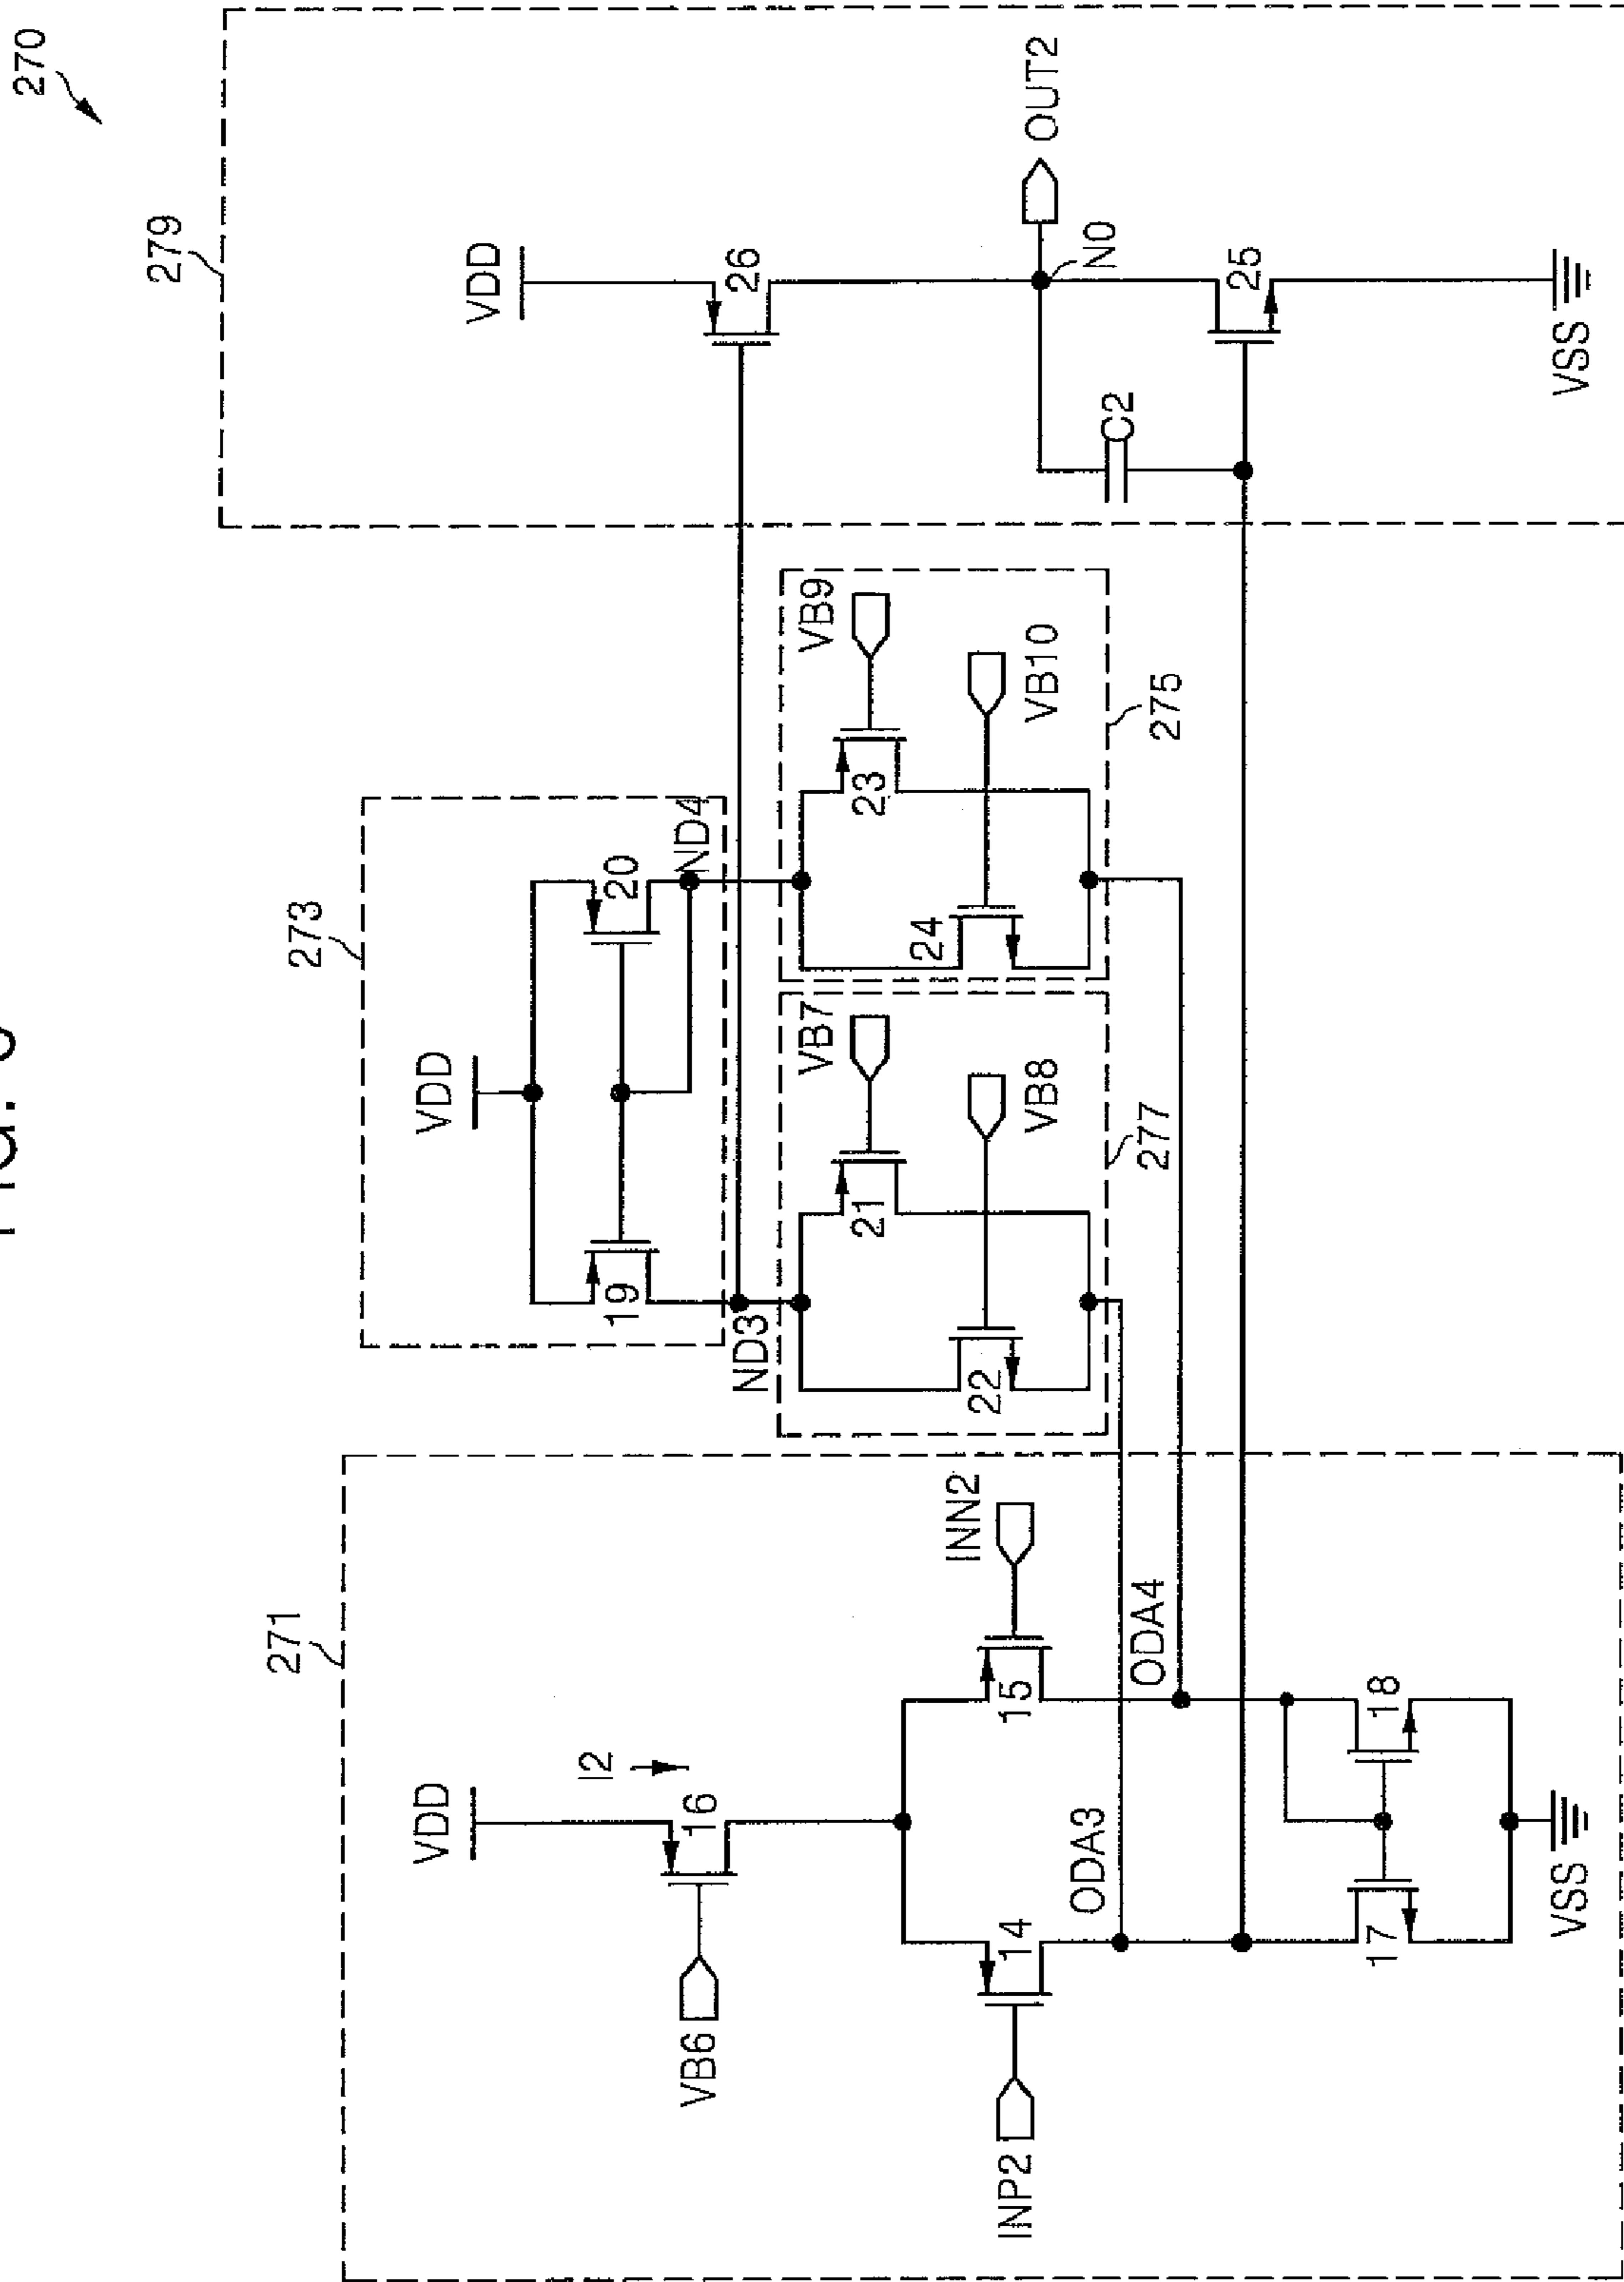 270
279
VDD
26
OUT2
N0
C2
25
VSS
273
VDD
20
ND4
19
ND3
VB9
23
VB10
24
275
VB7
21
VB8
22
277
271
VDD
I2
16
VB6
INN2
15
14
INP2
ODA4
ODA3
18
17
VSS